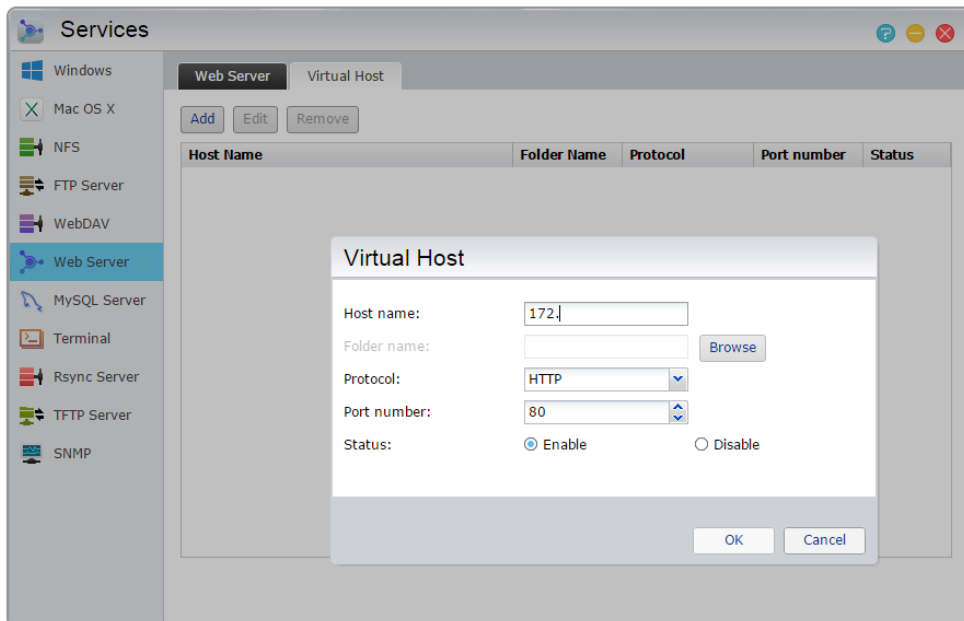 Services
Windows
Mac OS X
NFS
FTP Server
WebDAV
Web Server
MySQL Server
Terminal
Rsync Server
TFTP Server
SNMP
Web Server Virtual Host
Add Edit Remove
Host Name Folder Name Protocol Port number Status
Virtual Host
Host name: 172.
Folder name: Browse
Protocol: HTTP
Port number: 80
Status: Enable Disable
OK Cancel